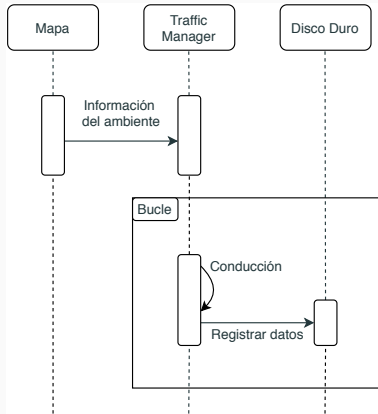 Mapa
Traffic
Manager
Disco Duro
Información
del ambiente
Bucle
Conducción
Registrar datos